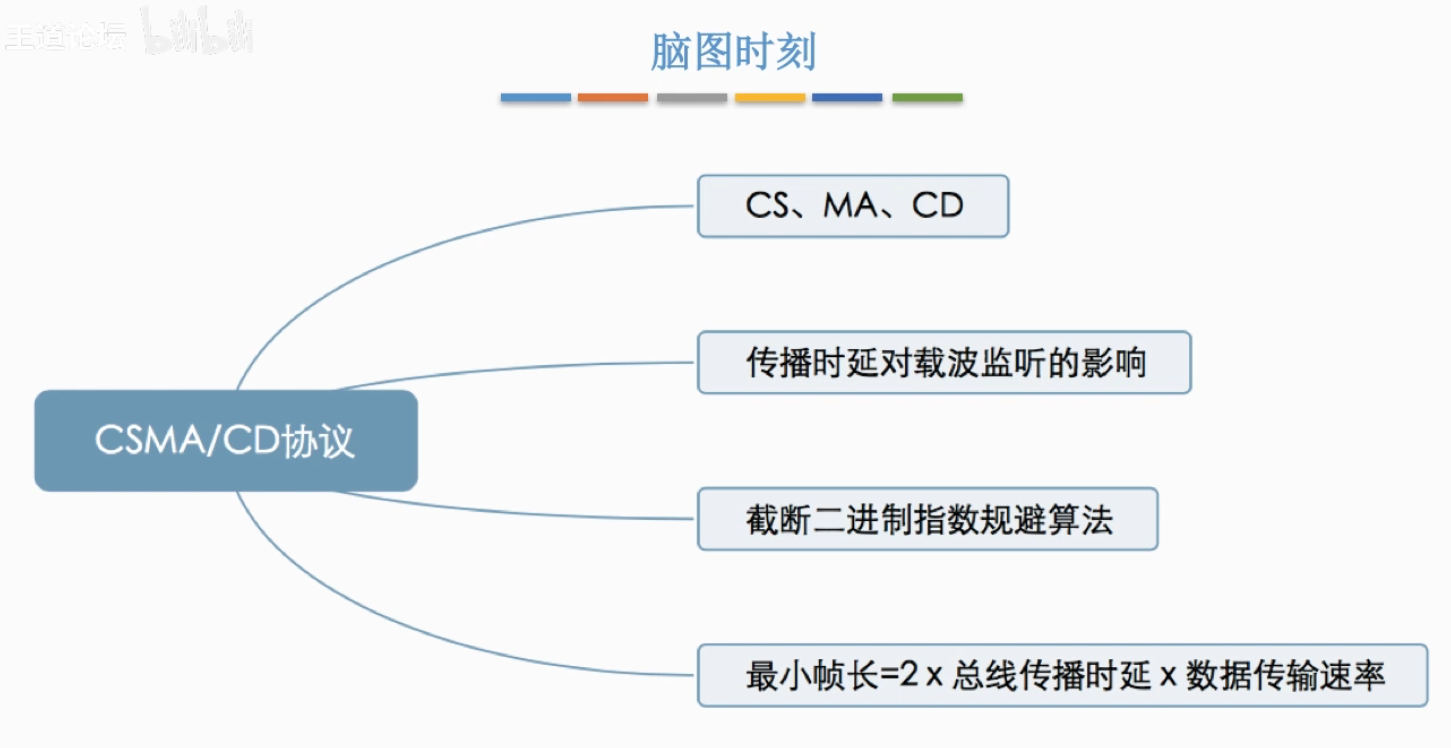 王道论坛 bilibili
脑图时刻
CS、MA、CD
传播时延对载波监听的影响
CSMA/CD协议
截断二进制指数规避算法
最小帧长=2 x 总线传播时延 x 数据传输速率